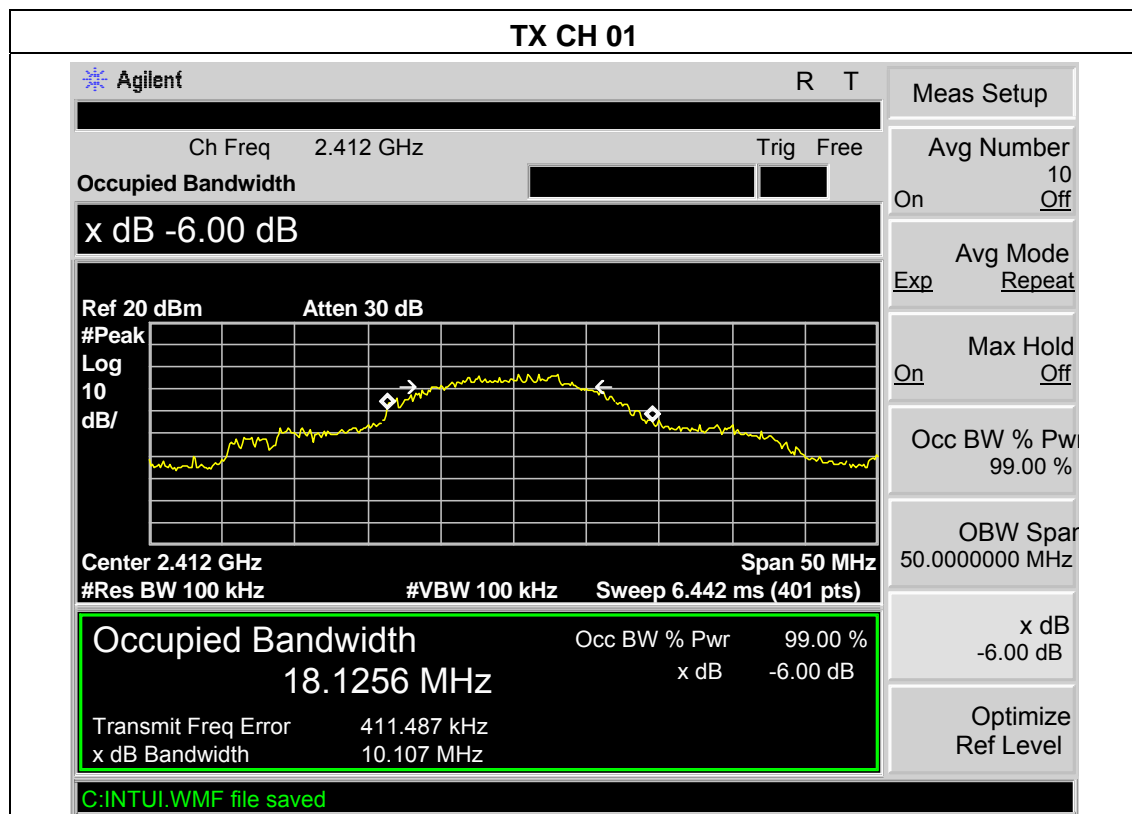 TX CH 01
Agilent R T
Ch Freq 2.412 GHz Trig Free
Occupied Bandwidth
x dB -6.00 dB
Ref 20 dBm Atten 30 dB
#Peak
Log
10
dB/
Center 2.412 GHz Span 50 MHz
#Res BW 100 kHz #VBW 100 kHz Sweep 6.442 ms (401 pts)
Occupied Bandwidth Occ BW % Pwr 99.00 %
18.1256 MHz x dB -6.00 dB
Transmit Freq Error 411.487 kHz
x dB Bandwidth 10.107 MHz
C:INTUI.WMF file saved
Meas Setup
Avg Number
10
On Off
Avg Mode
Exp Repeat
Max Hold
On Off
Occ BW % Pwr
99.00 %
OBW Span
50.0000000 MHz
x dB
-6.00 dB
Optimize
Ref Level